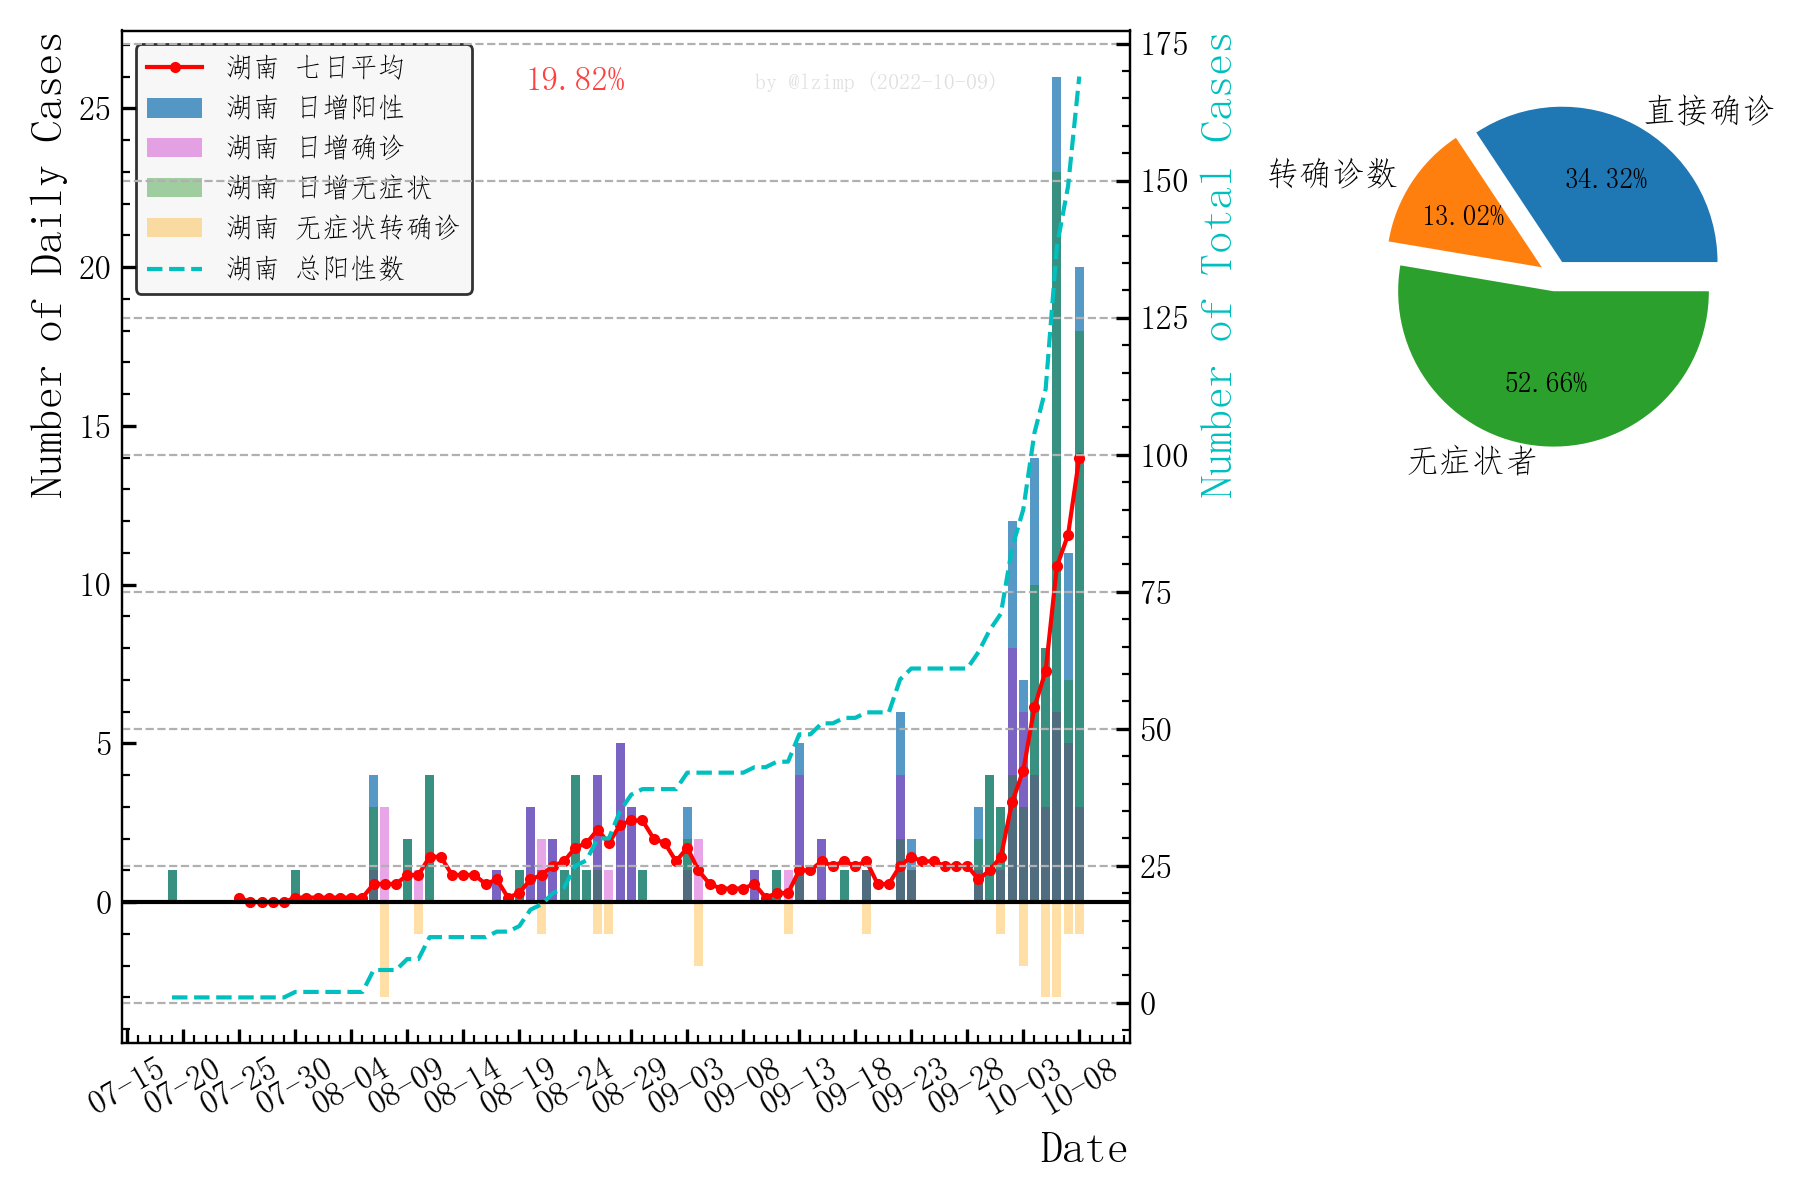 湖南 七日平均
湖南 日增阳性
湖南 日增确诊
湖南 日增无症状
湖南 无症状转确诊
湖南 总阳性数
19.82%
by @lzimp (2022-10-09)
Number of Daily Cases
25
20
15
10
5
0
175
150
125
100
75
50
25
0
Number of Total Cases
07-15
07-20
07-25
07-30
08-04
08-09
08-14
08-19
08-24
08-29
09-03
09-08
09-13
09-18
09-23
09-28
10-03
10-08
Date
直接确诊
34.32%
转确诊数
13.02%
52.66%
无症状者